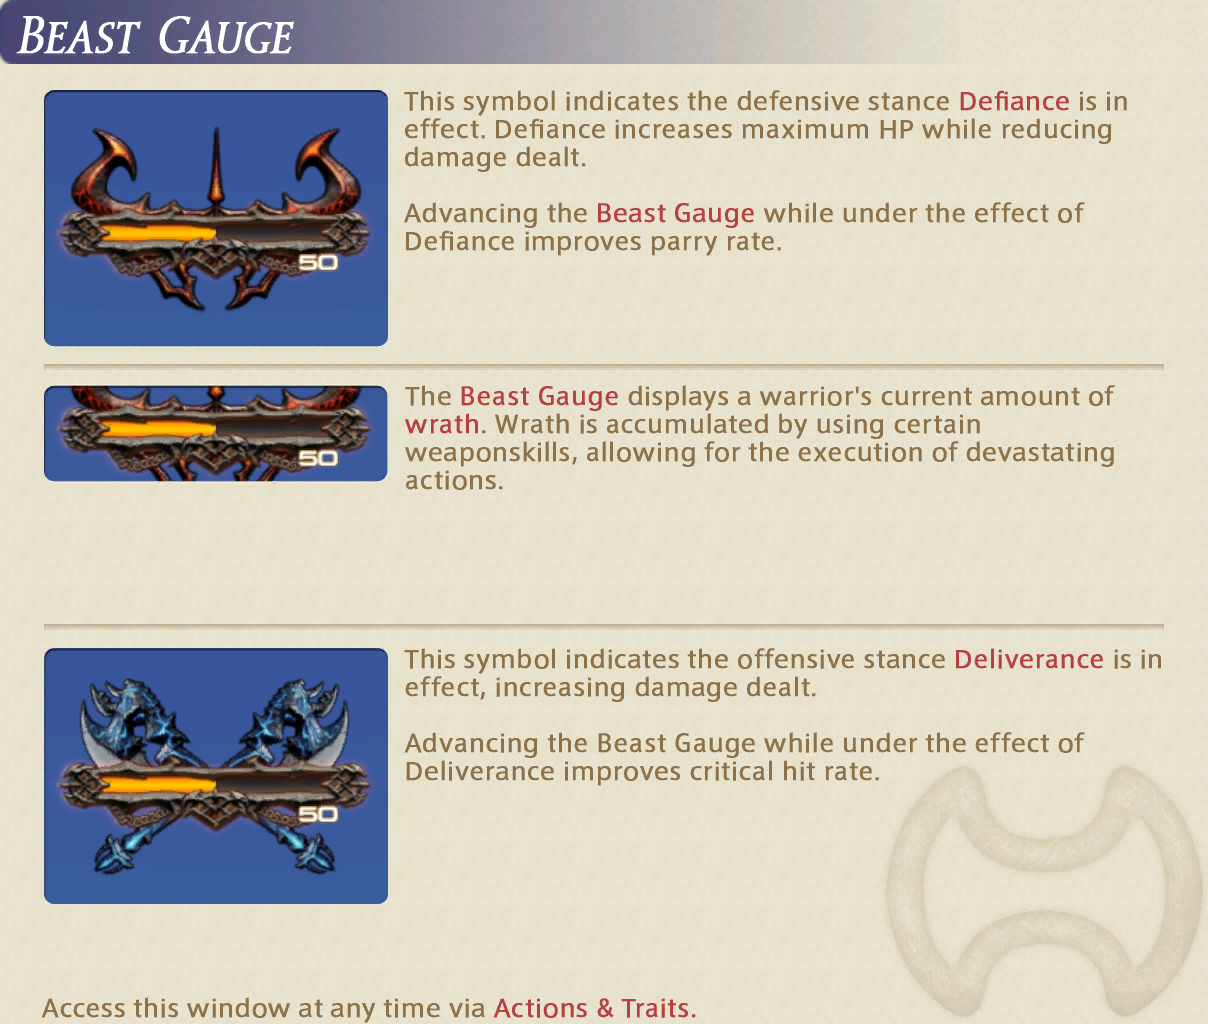 BEAST GAUGE
This symbol indicates the defensive stance Defiance is in
effect. Defiance increases maximum HP while reducing
damage dealt.
Advancing the Beast Gauge while under the effect of
Defiance improves parry rate.
50
The Beast Gauge displays a warrior's current amount of
wrath. Wrath is accumulated by using certain
weaponskills, allowing for the execution of devastating
actions.
50
This symbol indicates the offensive stance Deliverance is in
effect, increasing damage dealt.
Advancing the Beast Gauge while under the effect of
Deliverance improves critical hit rate.
50
Access this window at any time via Actions & Traits.